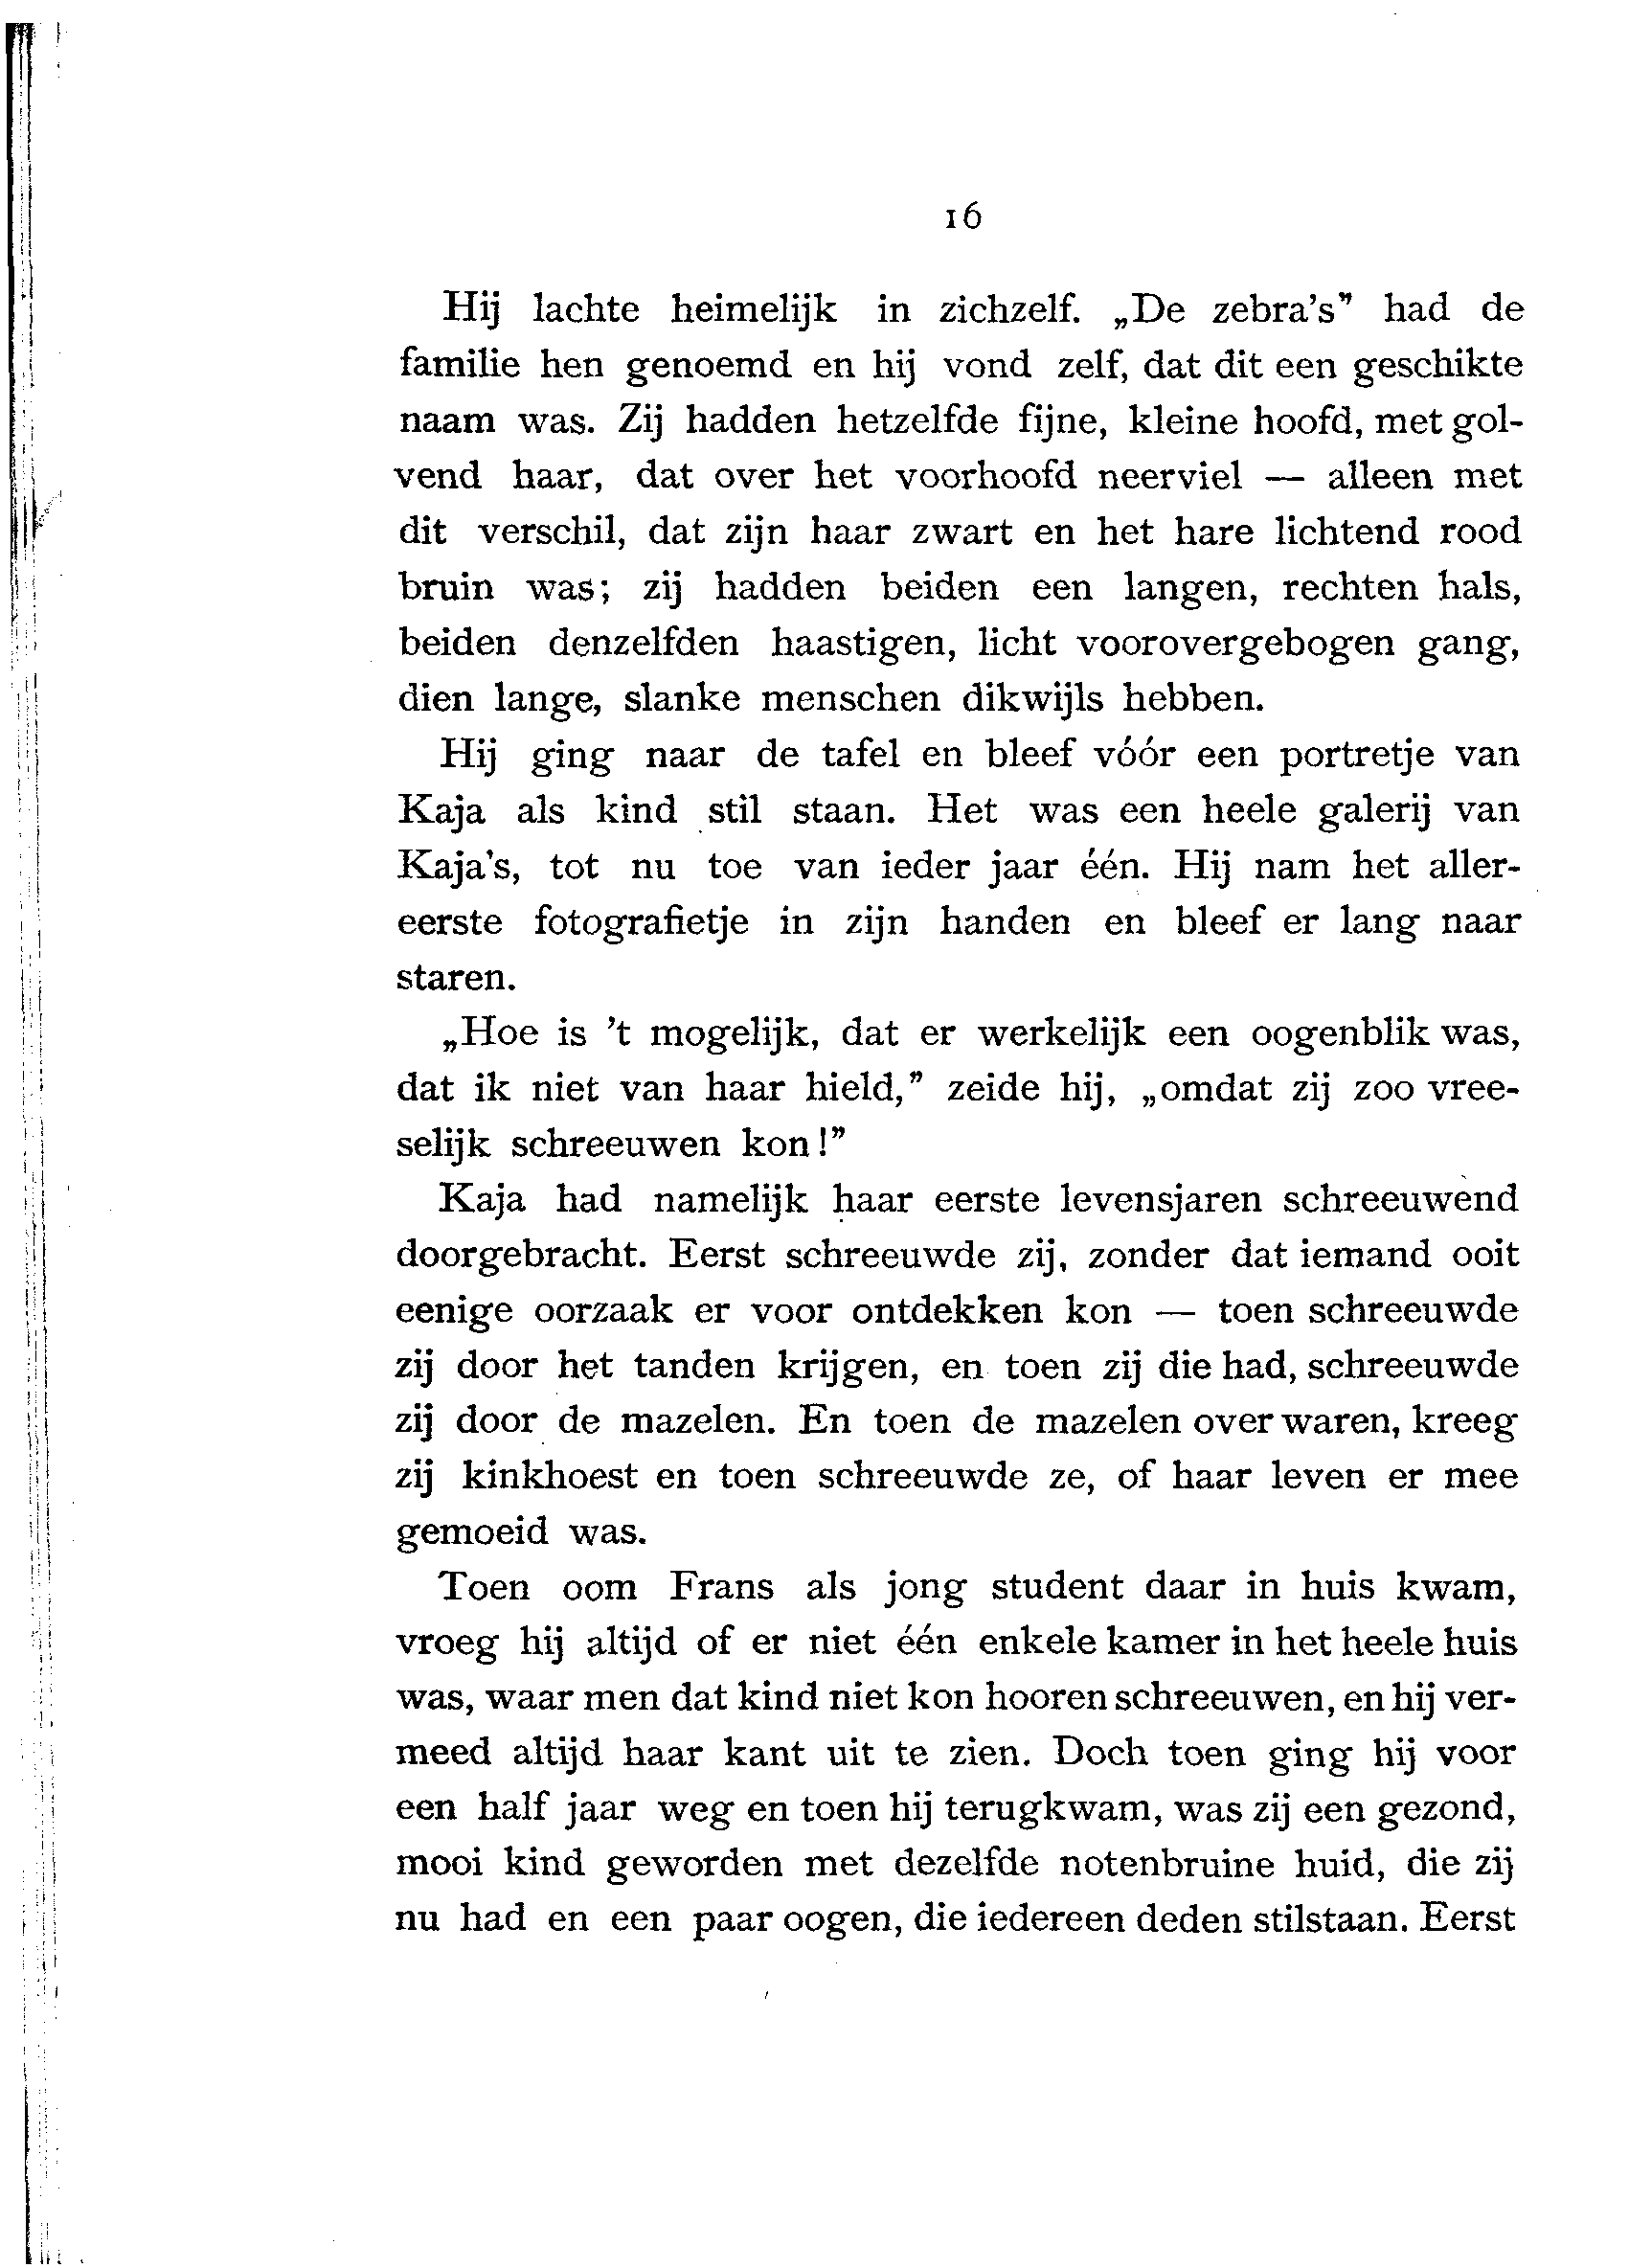 16
Hij lachte heimelijk in zichzelf. „De zebra's” had de
familie hen genoemd en hij vond zelf, dat dit een geschikte
naam was. Zij hadden hetzelfde fijne, kleine hoofd, met gol-
vend haar, dat over het voorhoofd neerviel — alleen met
dit verschil, dat zijn haar zwart en het hare lichtend rood
bruin was; zij hadden beiden een langen, rechten hals,
beiden denzelfden haastigen, licht voorovergebogen gang,
dien lange, slanke menschen dikwijls hebben.
Hij ging naar de tafel en bleef vóór een portretje van
Kaja als kind stil staan. Het was een heele galerij van
Kaja's, tot nu toe van ieder jaar één. Hij nam het aller-
eerste fotografietje in zijn handen en bleef er lang naar
staren.
„Hoe is 't mogelijk, dat er werkelijk een oogenblik was,
dat ik niet van haar hield,” zeide hij, „omdat zij zoo vree-
selijk schreeuwen kon!”
Kaja had namelijk haar eerste levensjaren schreeuwend
doorgebracht. Eerst schreeuwde zij, zonder dat iemand ooit
eenige oorzaak er voor ontdekken kon — toen schreeuwde
zij door het tanden krijgen, en toen zij die had, schreeuwde
zij door de mazelen. En toen de mazelen over waren, kreeg
zij kinkhoest en toen schreeuwde ze, of haar leven er mee
gemoeid was.
Toen oom Frans als jong student daar in huis kwam,
vroeg hij altijd of er niet één enkele kamer in het heele huis
was, waar men dat kind niet kon hooren schreeuwen, en hij ver-
meed altijd haar kant uit te zien. Doch toen ging hij voor
een half jaar weg en toen hij terugkwam, was zij een gezond,
mooi kind geworden met dezelfde notenbruine huid, die zij
nu had en een paar oogen, die iedereen deden stilstaan. Eerst